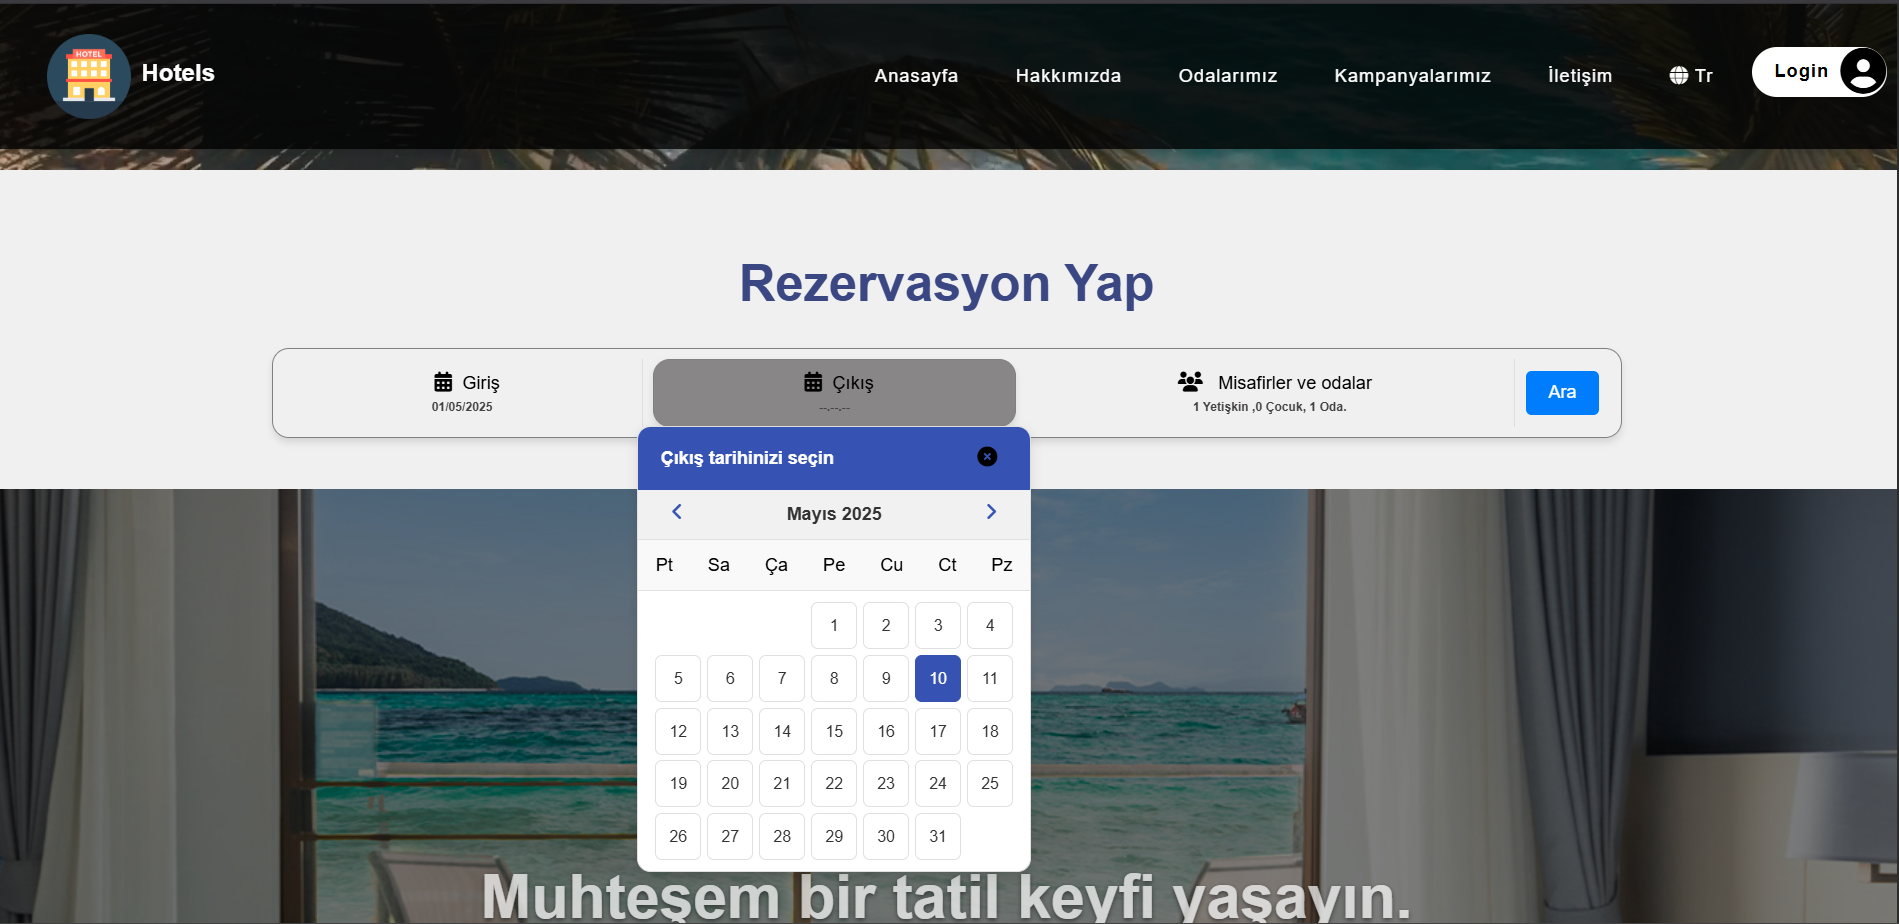 HOTEL
Hotels
Anasayfa Hakkımızda Odalarımız Kampanyalarımız İletişim Tr Login
Rezervasyon Yap
Giriş
01/05/2025
Çıkış
--.--.--
Misafirler ve odalar
1 Yetişkin ,0 Çocuk, 1 Oda.
Ara
Çıkış tarihinizi seçin
Mayıs 2025
Pt Sa Ça Pe Cu Ct Pz
1 2 3 4
5 6 7 8 9 10 11
12 13 14 15 16 17 18
19 20 21 22 23 24 25
26 27 28 29 30 31
Muhteşem bir tatil keyfi yaşayın.